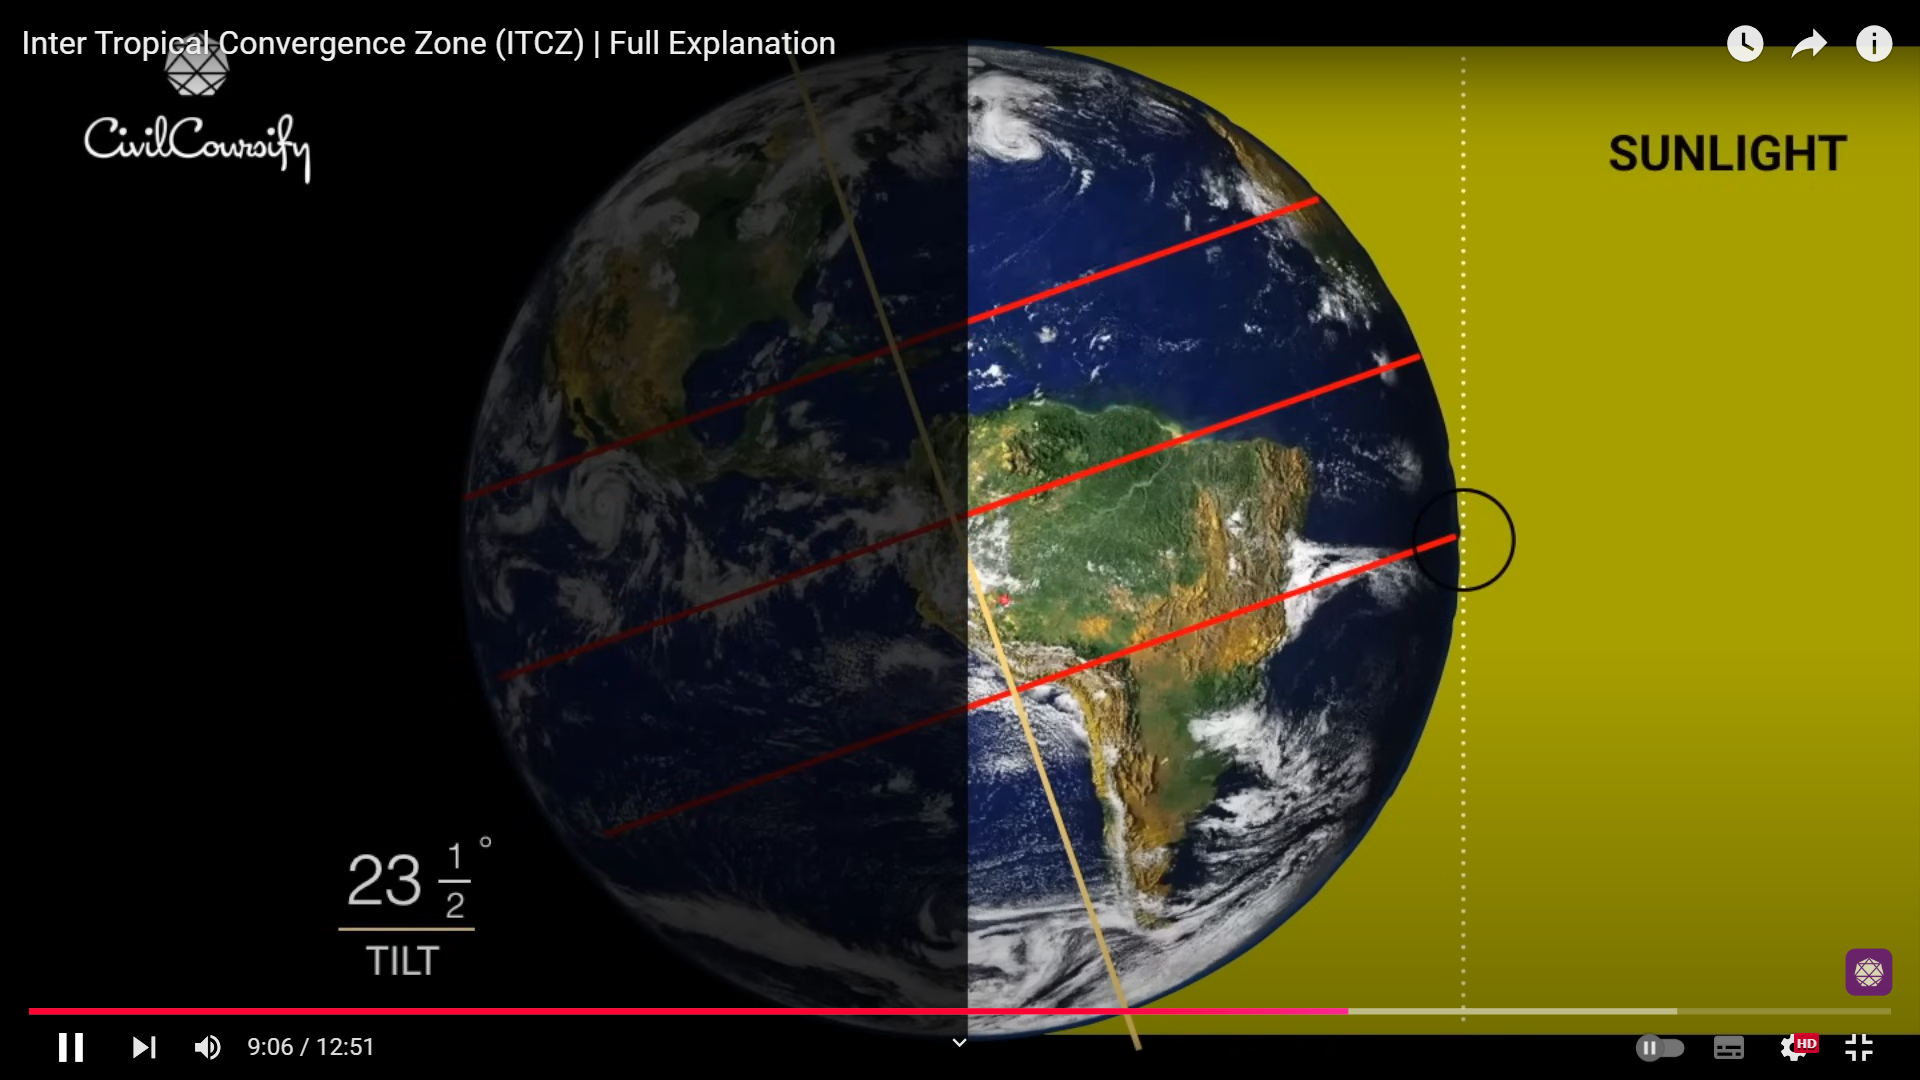 Inter Tropical Convergence Zone (ITCZ) | Full Explanation
CivilCoursify
SUNLIGHT
23 1/2°
TILT
9:06 / 12:51
HD